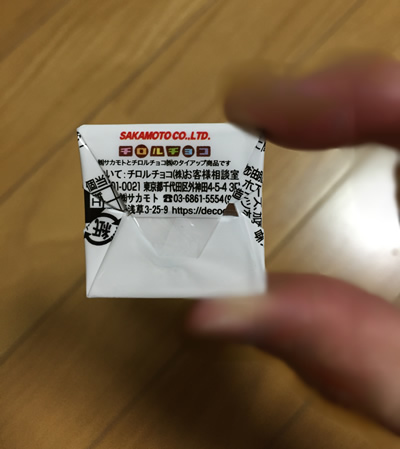 SAKAMOTO CO.,LTD.
チロルチョコ
㈱サカモトとチロルチョコ㈱のタイアップ商品です
いて:チロルチョコ(株)お客様相談室
01-0021 東京都千代田区外神田4-5-4 3F
㈱サカモト ☎03-6861-5554(9
浅草3-25-9 https://deco
紙